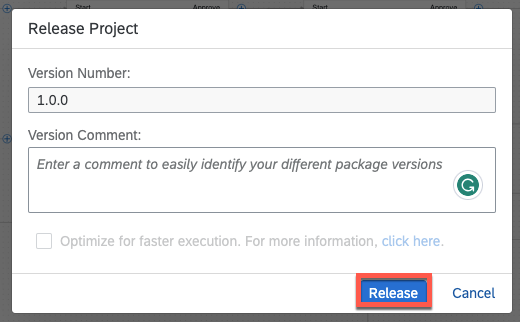 Start Approve Start Approve
Release Project
Version Number:
1.0.0
Version Comment:
Enter a comment to easily identify your different package versions
Optimize for faster execution. For more information, click here.
Release Cancel